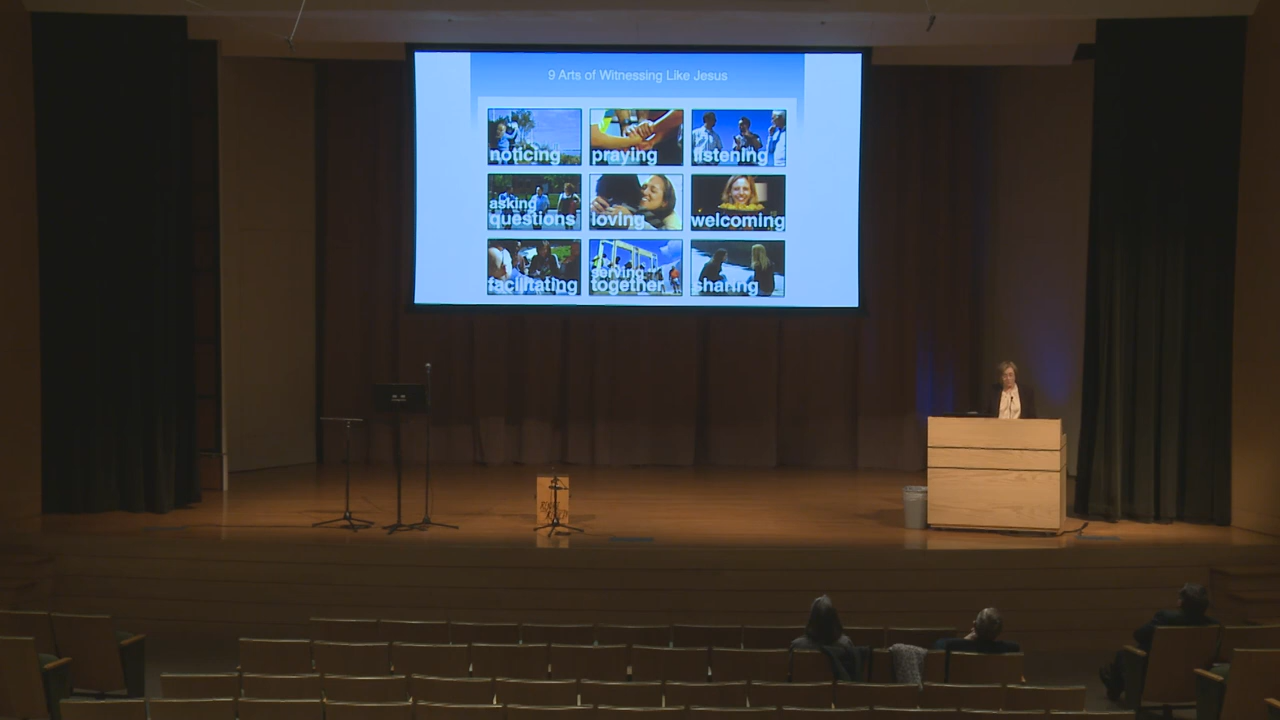 9 Arts of Witnessing Like Jesus
noticing
praying
listening
asking
questions
loving
welcoming
facilitating
serving
together
sharing